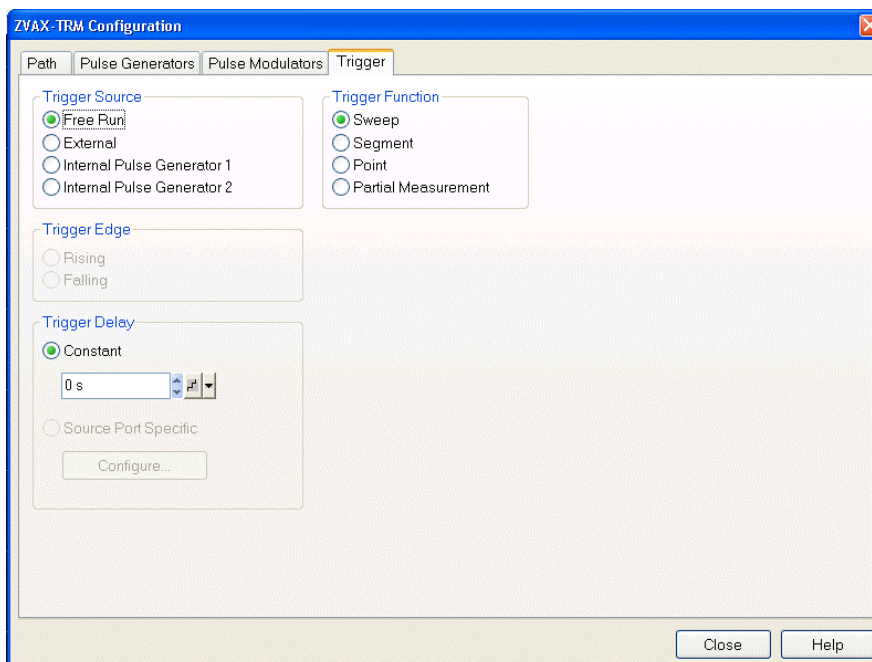 ZVAX-TRM Configuration
Path Pulse Generators Pulse Modulators Trigger
Trigger Source
Free Run
External
Internal Pulse Generator 1
Internal Pulse Generator 2
Trigger Function
Sweep
Segment
Point
Partial Measurement
Trigger Edge
Rising
Falling
Trigger Delay
Constant
0 s
Source Port Specific
Configure...
Close Help